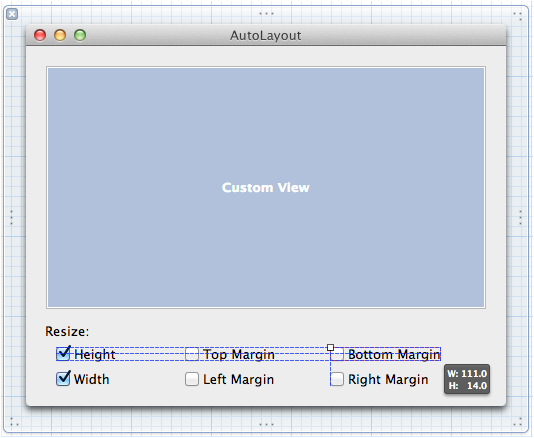 AutoLayout
Custom View
Resize:
Height Top Margin Bottom Margin
Width Left Margin Right Margin
W: 111.0
H: 14.0